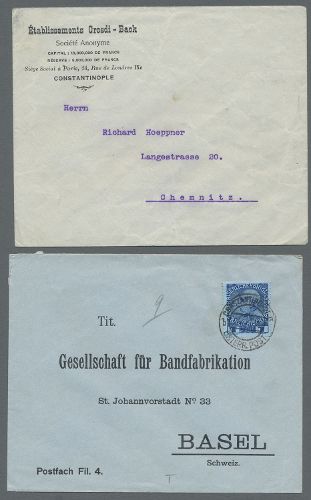 Établissements Orosdi-Back
Société Anonyme
CONSTANTINOPLE
Herrn
Richard Hoeppner
Langestrasse 20.
Chemnitz.
9
Tit.
Gesellschaft für Bandfabrikation
St. Johannvorstadt Nº 33
BASEL
Schweiz.
Postfach Fil. 4.
T